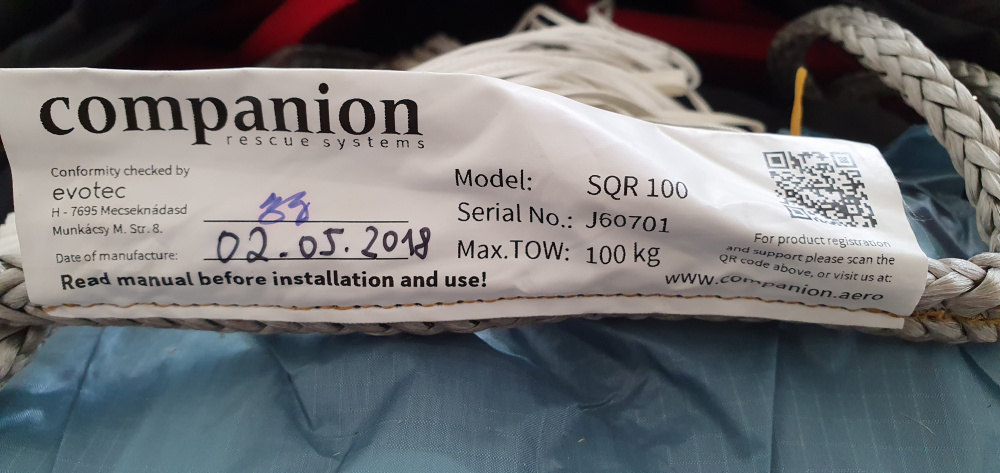 companion
rescue systems
Conformity checked by
evotec
H - 7695 Mecseknádasd
Munkácsy M. Str. 8.
Date of manufacture: 02.05.2018
Read manual before installation and use!
Model: SQR 100
Serial No.: J60701
Max.TOW: 100 kg
For product registration
and support please scan the
QR code above, or visit us at:
www.companion.aero